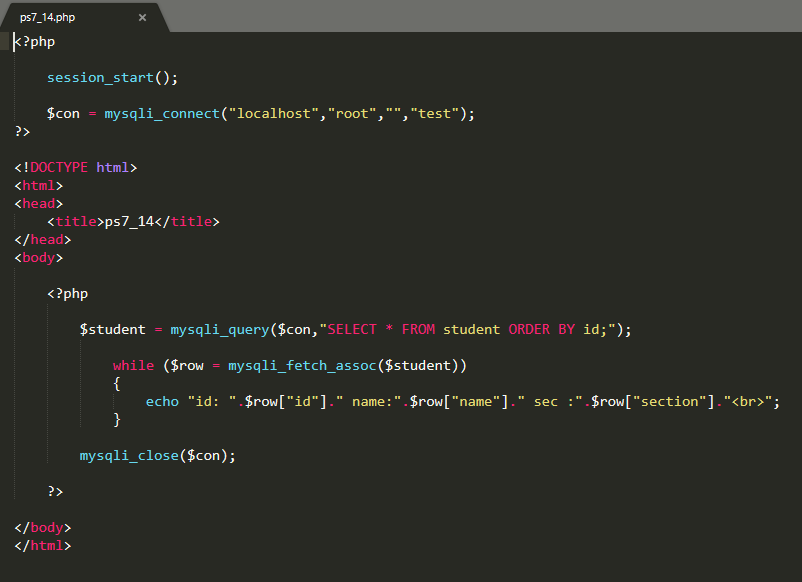 ps7_14.php ×
<?php
session_start();
$con = mysqli_connect("localhost","root","","test");
?>
<!DOCTYPE html>
<html>
<head>
<title>ps7_14</title>
</head>
<body>
<?php
$student = mysqli_query($con,"SELECT * FROM student ORDER BY id;");
while ($row = mysqli_fetch_assoc($student))
{
echo "id: ".$row["id"]." name:".$row["name"]." sec :".$row["section"]."<br>";
}
mysqli_close($con);
?>
</body>
</html>